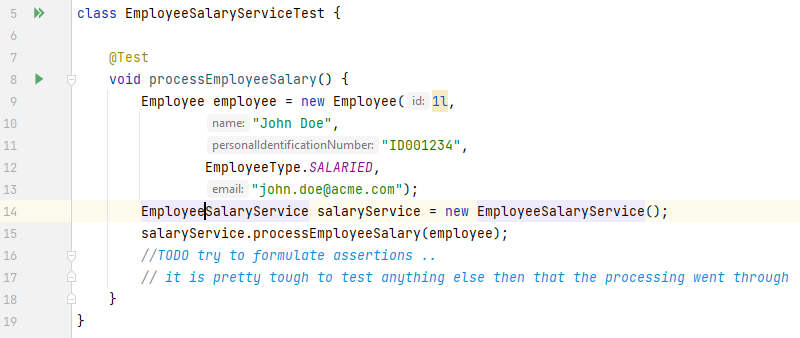 5 class EmployeeSalaryServiceTest {
6
7 @Test
8 void processEmployeeSalary() {
9 Employee employee = new Employee( id: 1l,
10 name: "John Doe",
11 personalIdentificationNumber: "ID001234",
12 EmployeeType.SALARIED,
13 email: "john.doe@acme.com");
14 EmployeeSalaryService salaryService = new EmployeeSalaryService();
15 salaryService.processEmployeeSalary(employee);
16 //TODO try to formulate assertions ..
17 // it is pretty tough to test anything else then that the processing went through
18 }
19 }